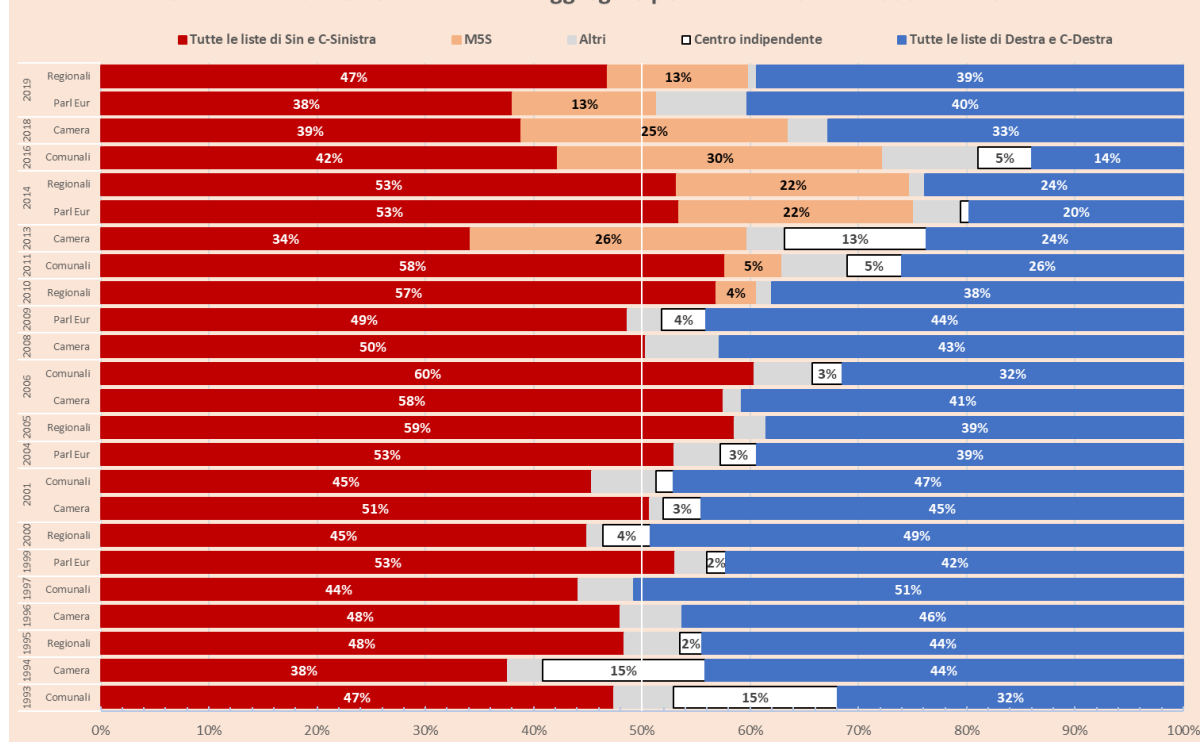 Tutte le liste di Sin e C-Sinistra M5S Altri Centro indipendente Tutte le liste di Destra e C-Destra
2019 Regionali 47% 13% 39%
Parl Eur 38% 13% 40%
2018 Camera 39% 25% 33%
2016 Comunali 42% 30% 5% 14%
2014 Regionali 53% 22% 24%
Parl Eur 53% 22% 20%
2013 Camera 34% 26% 13% 24%
2011 Comunali 58% 5% 5% 26%
2010 Regionali 57% 4% 38%
2009 Parl Eur 49% 4% 44%
2008 Camera 50% 43%
2006 Comunali 60% 3% 32%
Camera 58% 41%
2005 Regionali 59% 39%
2004 Parl Eur 53% 3% 39%
2001 Comunali 45% 47%
Camera 51% 3% 45%
2000 Regionali 45% 4% 49%
1999 Parl Eur 53% 2% 42%
1997 Comunali 44% 51%
1996 Camera 48% 46%
1995 Regionali 48% 2% 44%
1994 Camera 38% 15% 44%
1993 Comunali 47% 15% 32%
0% 10% 20% 30% 40% 50% 60% 70% 80% 90% 100%